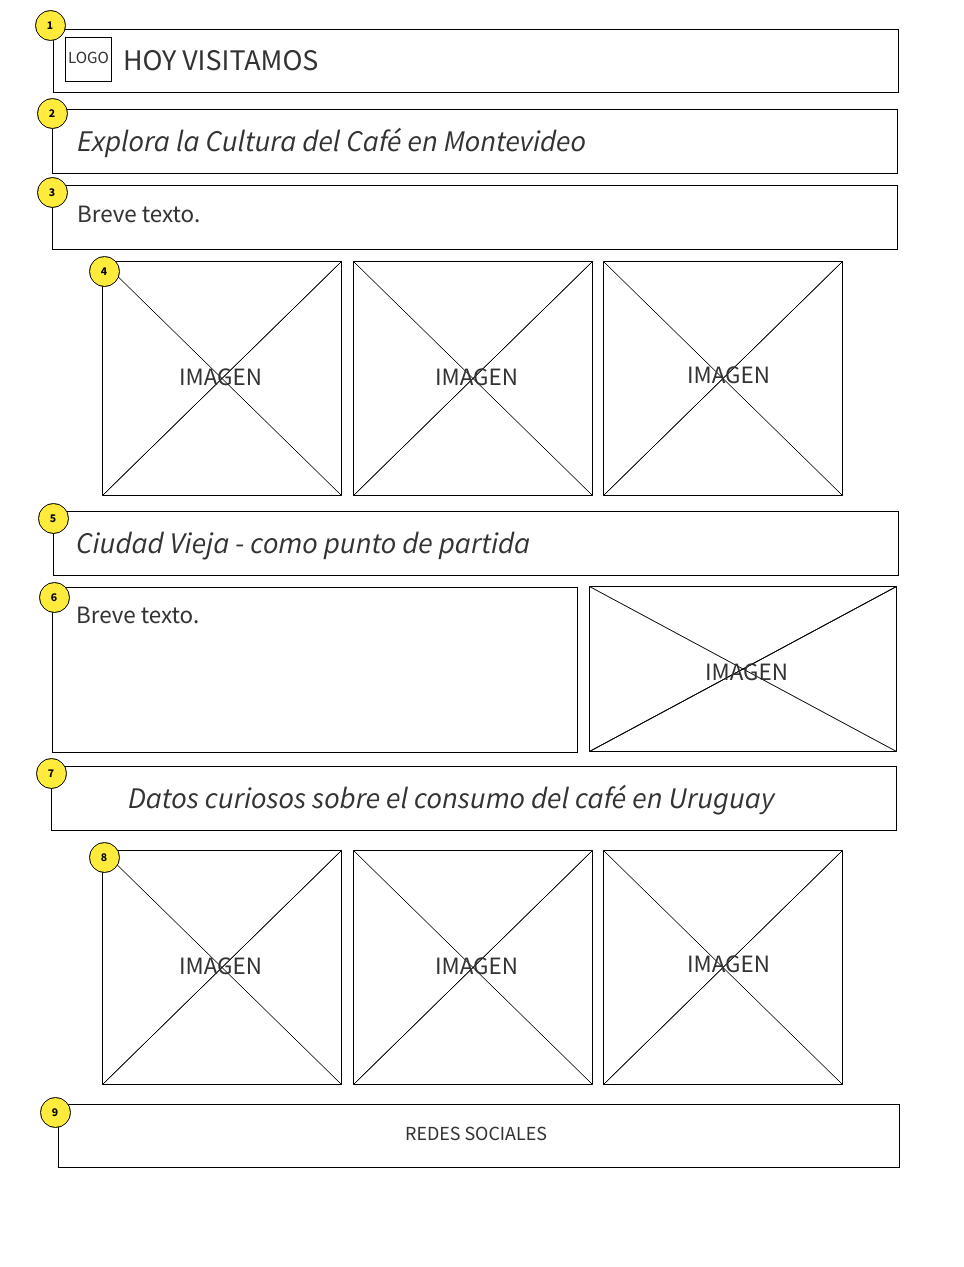 1
LOGO HOY VISITAMOS
2
Explora la Cultura del Café en Montevideo
3
Breve texto.
4
IMAGEN IMAGEN IMAGEN
5
Ciudad Vieja - como punto de partida
6
Breve texto.
IMAGEN
7
Datos curiosos sobre el consumo del café en Uruguay
8
IMAGEN IMAGEN IMAGEN
9
REDES SOCIALES